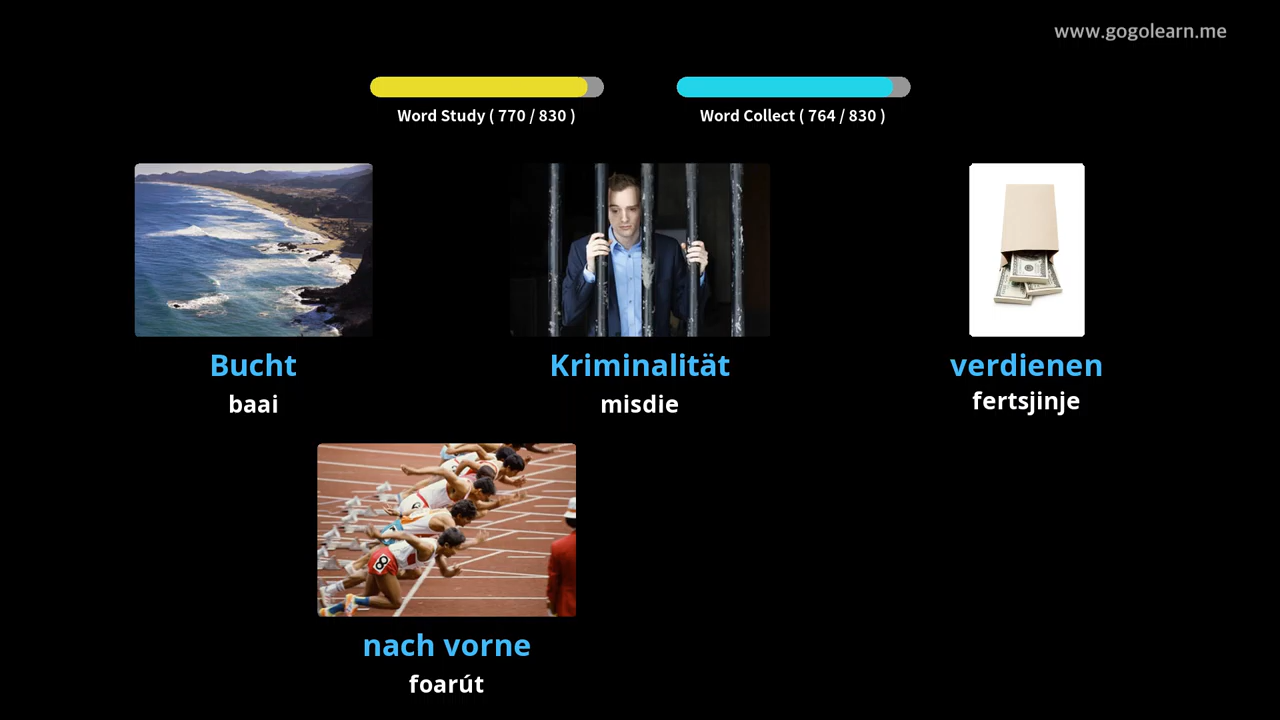 www.gogolearn.me
Word Study ( 770 / 830 )
Word Collect ( 764 / 830 )
Bucht
baai
Kriminalität
misdie
verdienen
fertsjinje
8
nach vorne
foarút